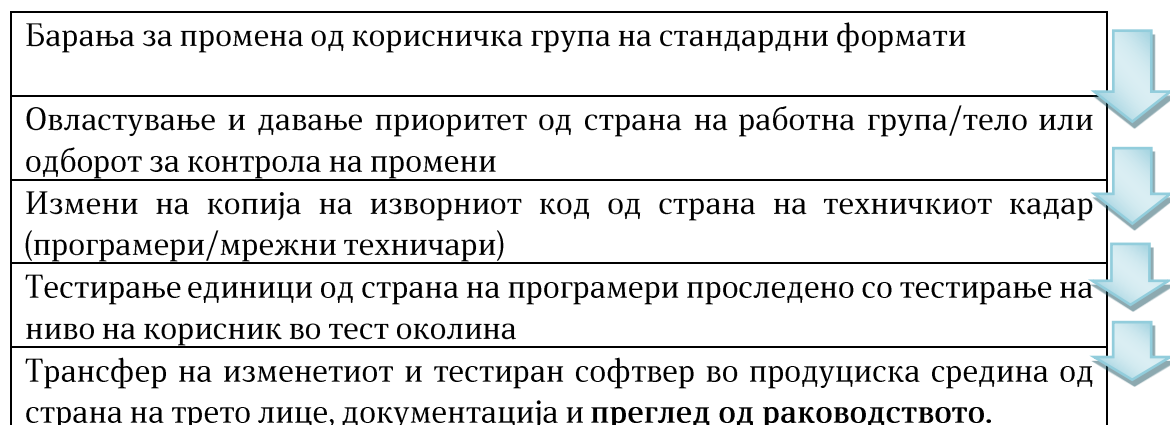 Барања за промена од корисничка група на стандардни формати
Овластување и давање приоритет од страна на работна група/тело или
одборот за контрола на промени
Измени на копија на изворниот код од страна на техничкиот кадар
(програмери/мрежни техничари)
Тестирање единици од страна на програмери проследено со тестирање на
ниво на корисник во тест околина
Трансфер на изменетиот и тестиран софтвер во продуциска средина од
страна на трето лице, документација и преглед од раководството.